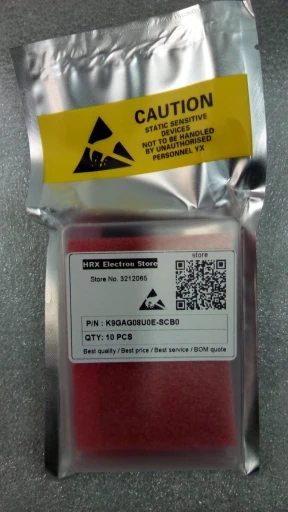 CAUTION
STATIC SENSITIVE
DEVICES
NOT TO BE HANDLED
BY UNAUTHORISED
PERSONNEL YX
store
HRX Electron Store
Store No. 3212065
P/N : K9GAG08U0E-SCB0
QTY: 10 PCS
Best quality / Best price / Best service / BOM quote